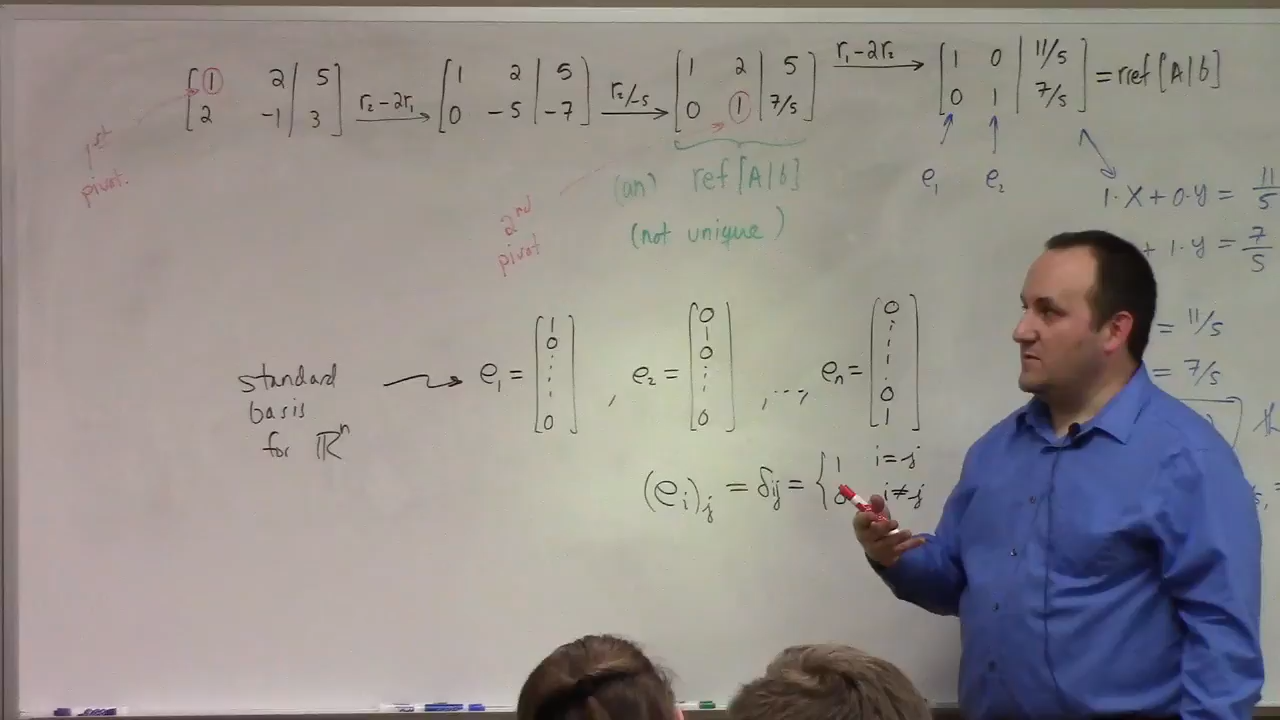 [1 2 | 5; 2 -1 | 3] r₂-2r₁ → [1 2 | 5; 0 -5 | -7] r₂/-5 → [1 2 | 5; 0 1 | 7/5] r₁-2r₂ → [1 0 | 11/5; 0 1 | 7/5] = rref[A|b]
1st
pivot.
2nd
pivot
(an) ref[A|b]
(not unique)
e₁ e₂
1·X+0·y = 11/5
+ 1·y = 7/5
= 11/5
= 7/5
standard
basis
for ℝⁿ
e₁ = [1 0 ⋮ 0], e₂ = [0 1 0 ⋮ 0], ..., eₙ = [0 ⋮ 0 1]
(eᵢ)ⱼ = δij = { 1 i=j
0 i≠j